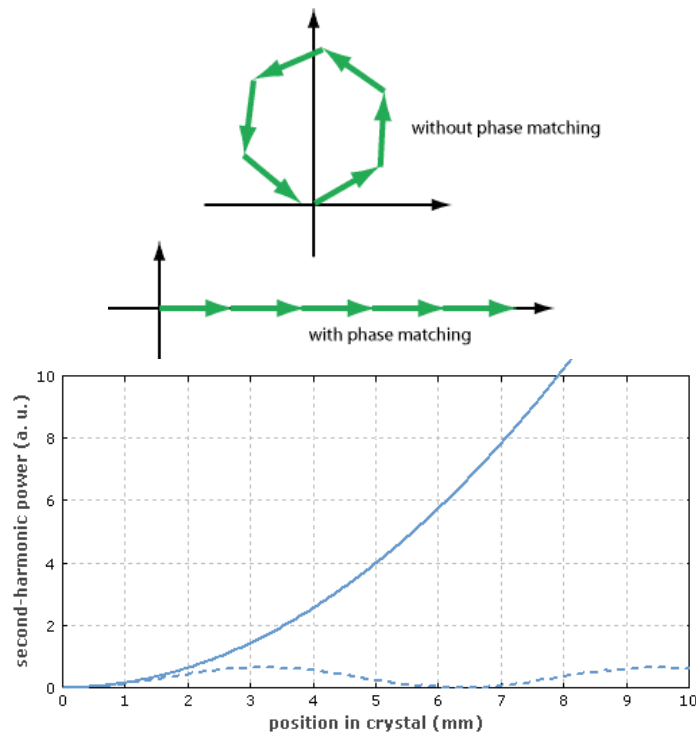 without phase matching
with phase matching
second-harmonic power (a. u.)
10
8
6
4
2
0
0 1 2 3 4 5 6 7 8 9 10
position in crystal (mm)